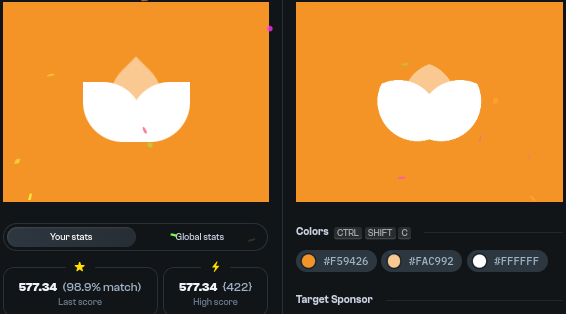 Your stats
Global stats
577.34 (98.9% match)
Last score
577.34 {422}
High score
Colors CTRL SHIFT C
#F59426
#FAC992
#FFFFFF
Target Sponsor